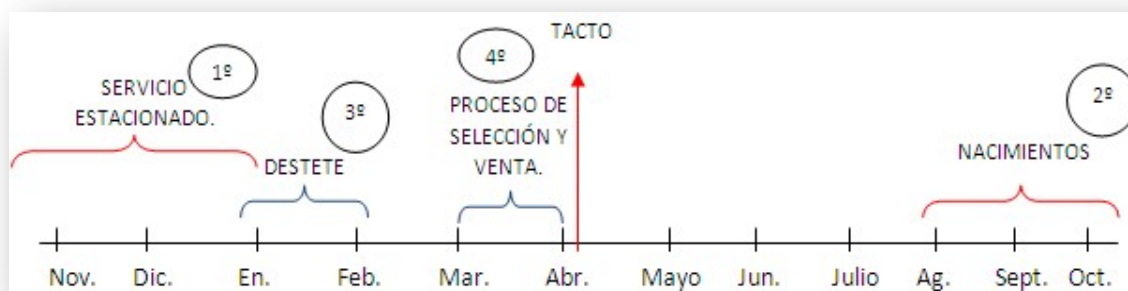 TACTO
1º
SERVICIO
ESTACIONADO.
3º
DESTETE
4º
PROCESO DE
SELECCIÓN Y
VENTA.
2º
NACIMIENTOS
Nov. Dic. En. Feb. Mar. Abr. Mayo Jun. Julio Ag. Sept. Oct.